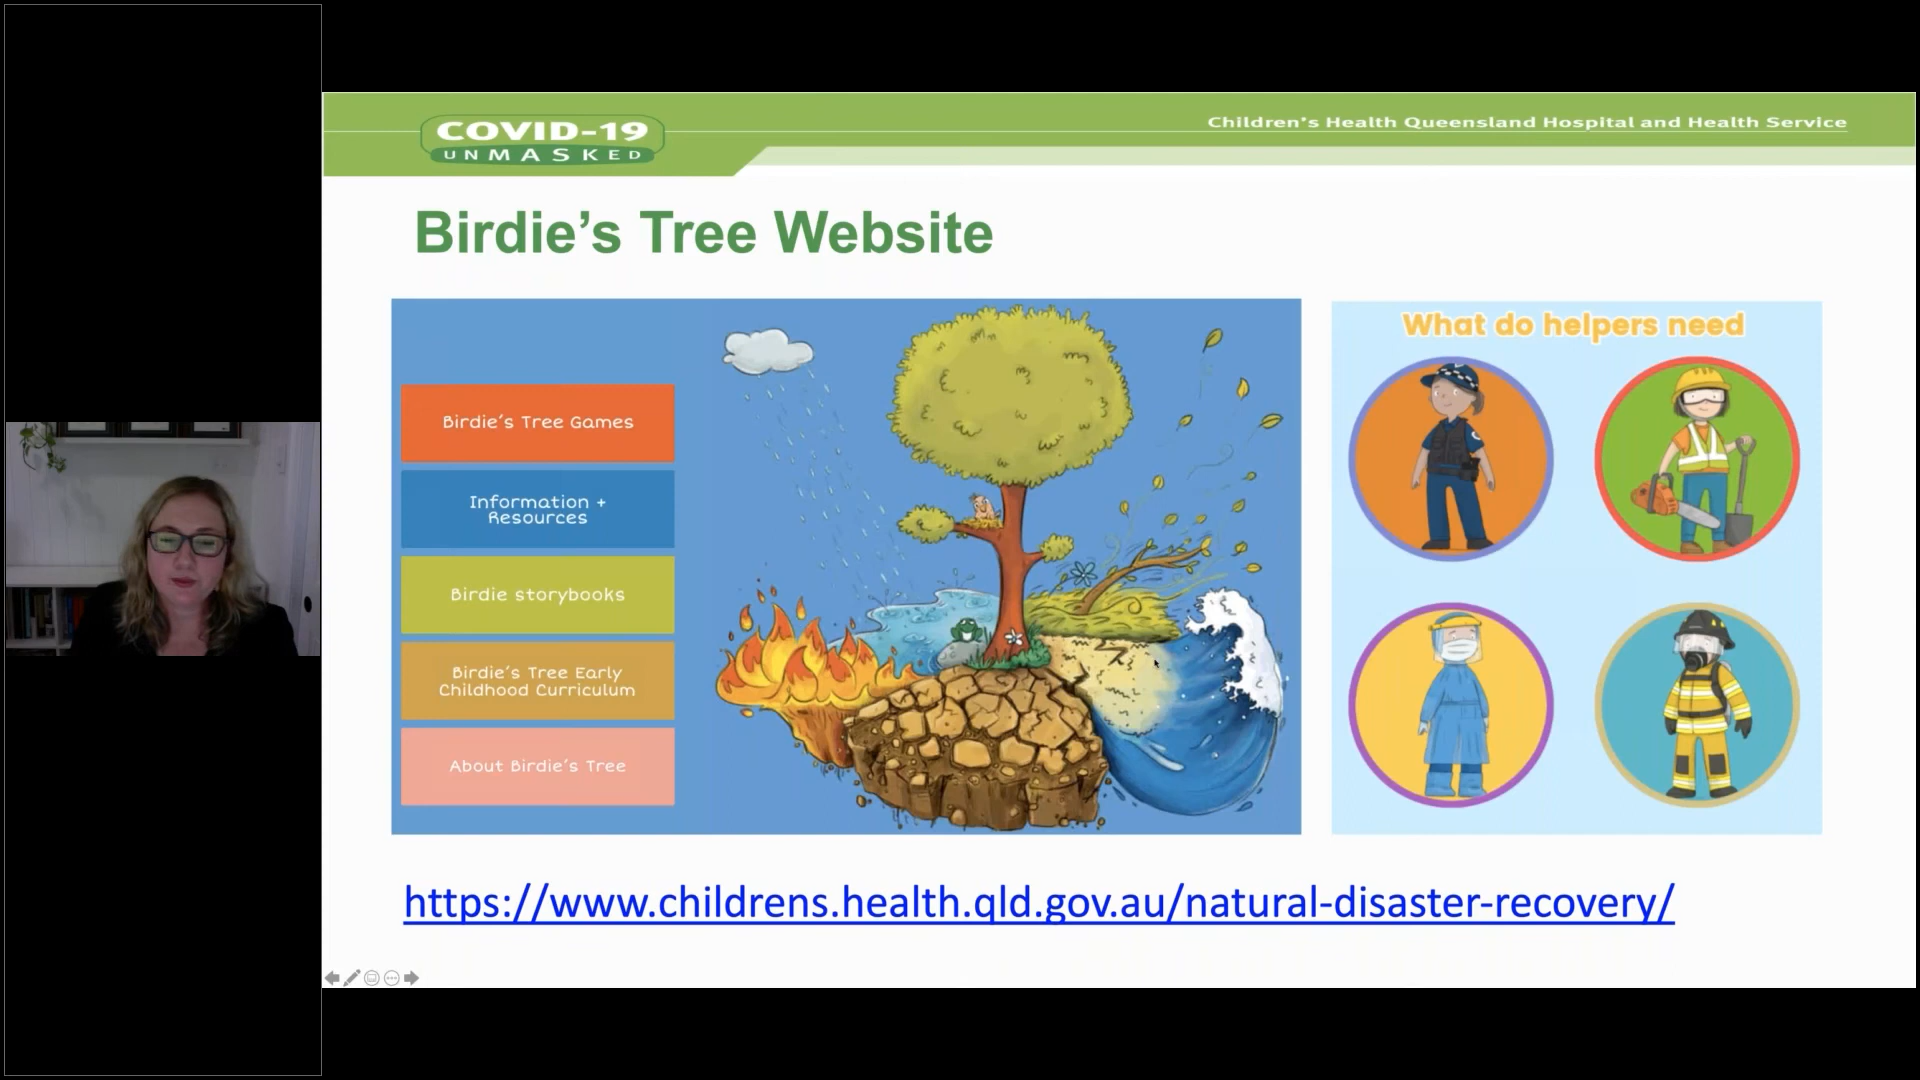 COVID-19
UNMASKED
Children's Health Queensland Hospital and Health Service
Birdie's Tree Website
Birdie's Tree Games
Information +
Resources
Birdie storybooks
Birdie's Tree Early
Childhood Curriculum
About Birdie's Tree
What do helpers need
https://www.childrens.health.qld.gov.au/natural-disaster-recovery/